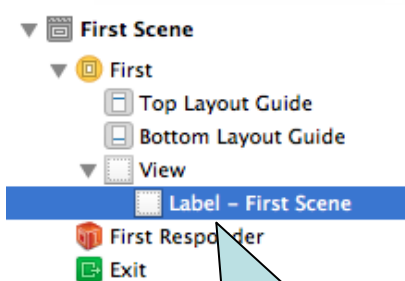 First Scene
First
Top Layout Guide
Bottom Layout Guide
View
Label – First Scene
First Responder
Exit